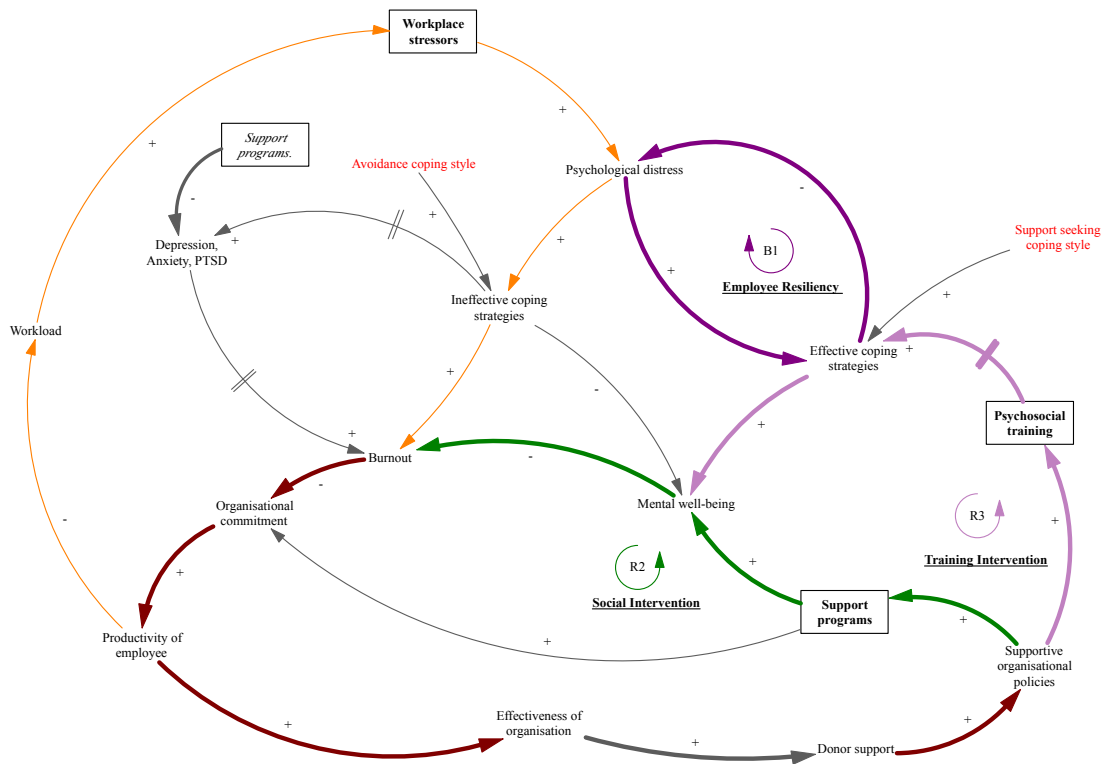 Workplace
stressors
+
+
Support
programs.
Avoidance coping style
Psychological distress
-
-
+
+
Depression,
Anxiety, PTSD
+
B1
Support seeking
coping style
+
Employee Resiliency
Ineffective coping
strategies
+
Workload
Effective coping
strategies
+
+
-
Psychosocial
training
+
+
Burnout
-
-
Mental well-being
Organisational
commitment
R3
+
-
Training Intervention
R2
+
Social Intervention
+
Support
programs
+
+
Productivity of
employee
Supportive
organisational
policies
Effectiveness of
organisation
+
+
+
Donor support